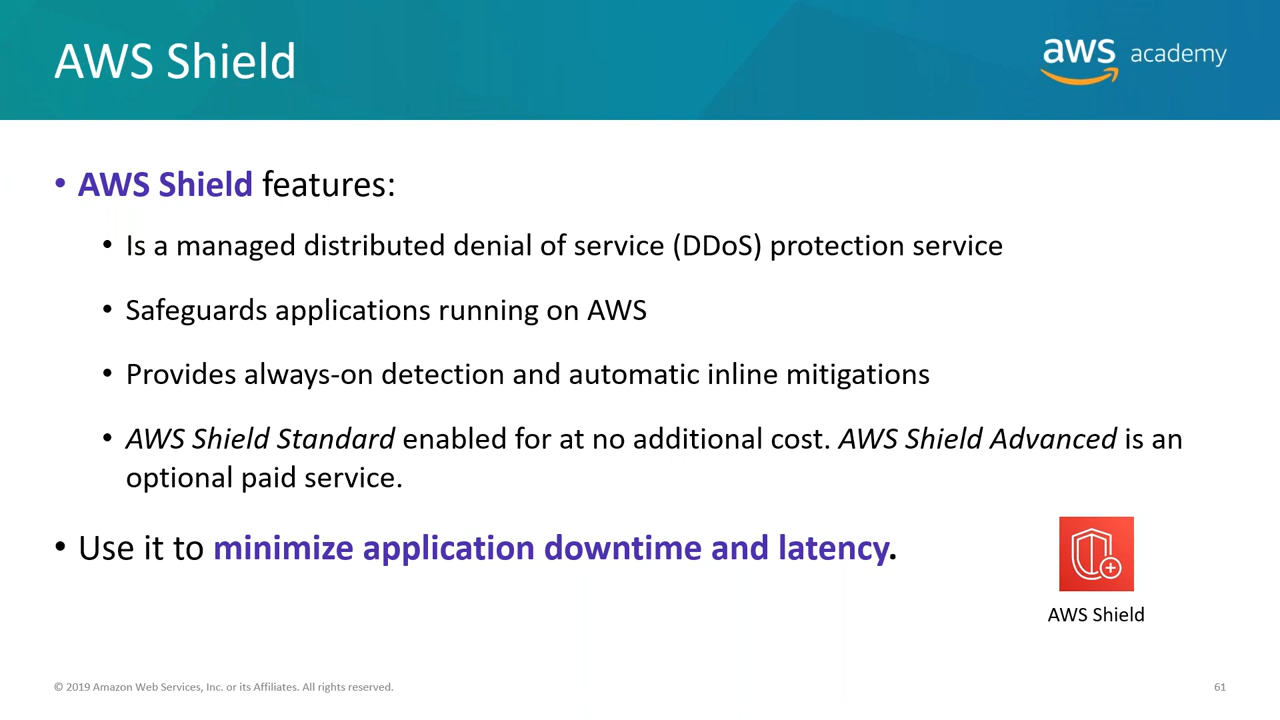 AWS Shield
aws academy
• AWS Shield features:
• Is a managed distributed denial of service (DDoS) protection service
• Safeguards applications running on AWS
• Provides always-on detection and automatic inline mitigations
• AWS Shield Standard enabled for at no additional cost. AWS Shield Advanced is an
optional paid service.
• Use it to minimize application downtime and latency.
AWS Shield
© 2019 Amazon Web Services, Inc. or its Affiliates. All rights reserved.
61